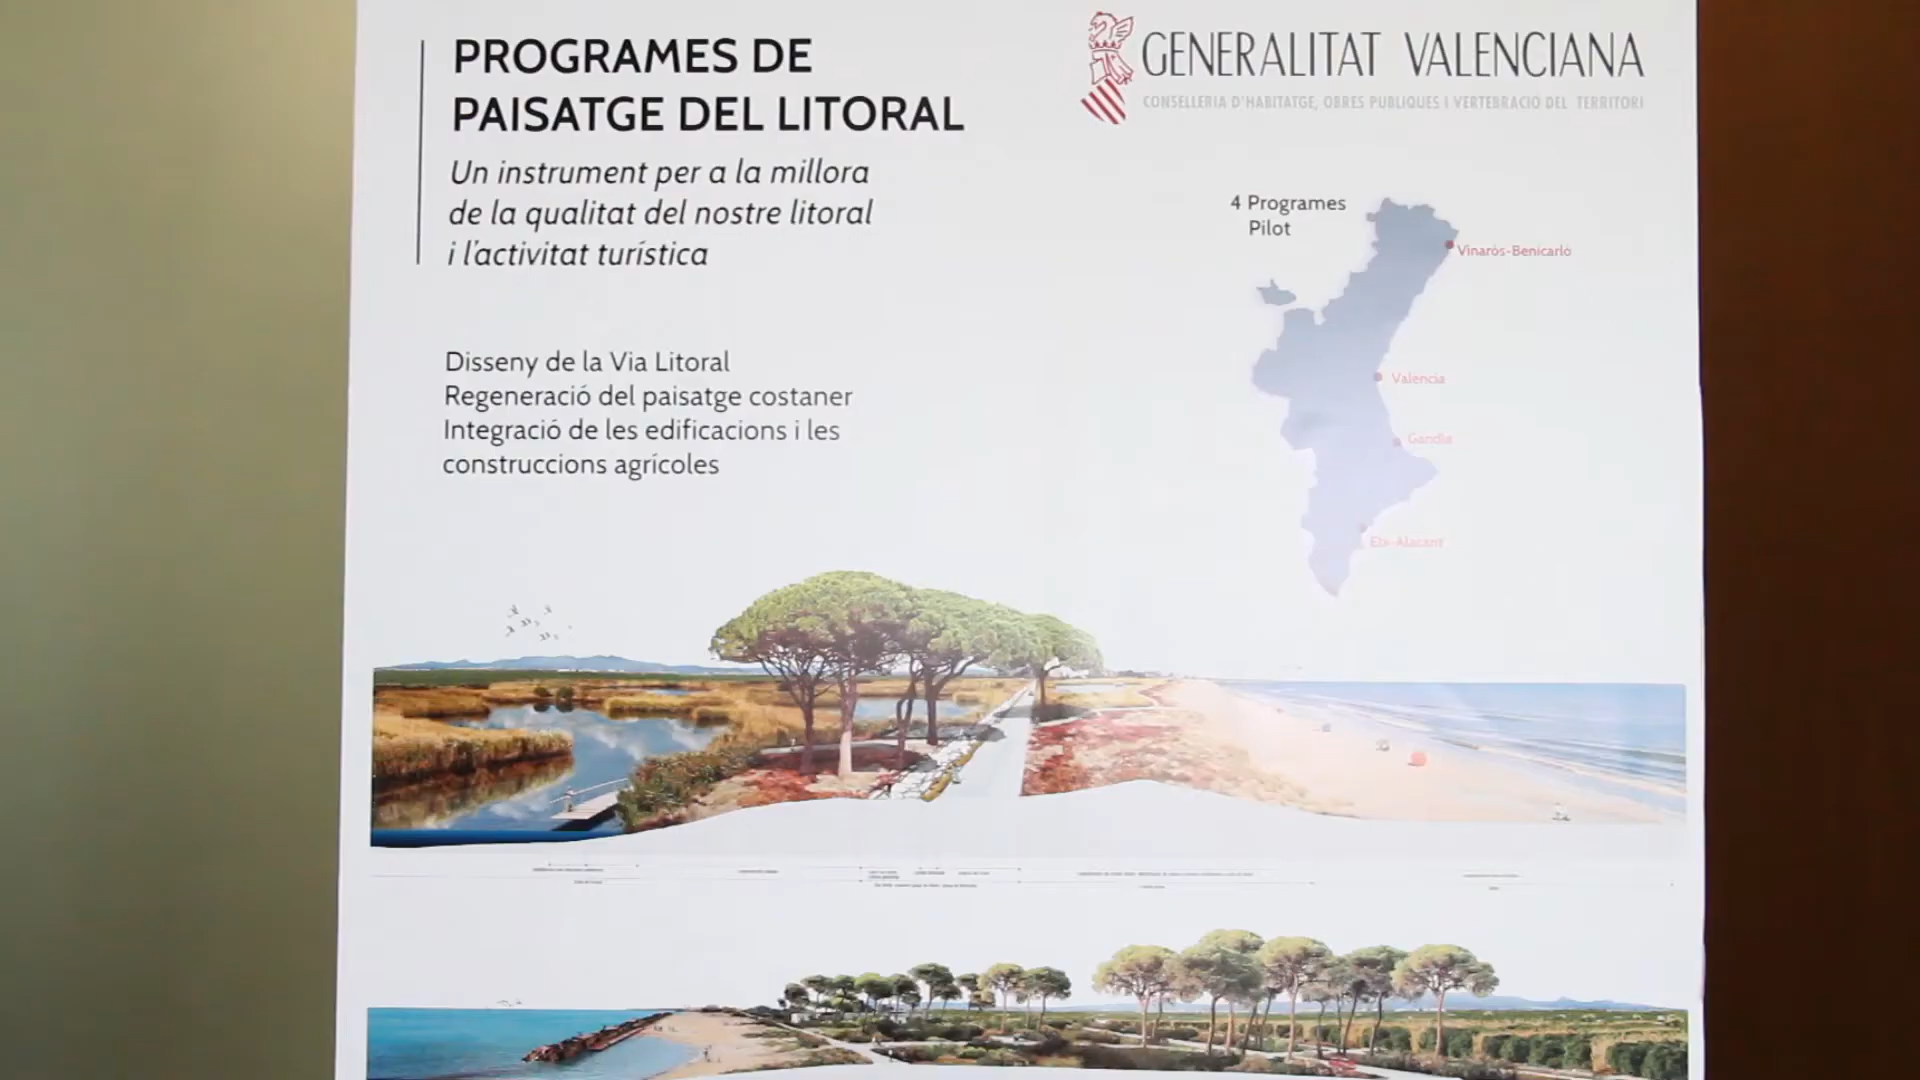 PROGRAMES DE
PAISATGE DEL LITORAL
Un instrument per a la millora
de la qualitat del nostre litoral
i l'activitat turística
GENERALITAT VALENCIANA
CONSELLERIA D'HABITATGE, OBRES PUBLIQUES I VERTEBRACIÓ DEL TERRITORI
4 Programes
Pilot
Vinaròs-Benicarló
Valencia
Gandia
Elx-Alacant
Disseny de la Via Litoral
Regeneració del paisatge costaner
Integració de les edificacions i les
construccions agrícoles